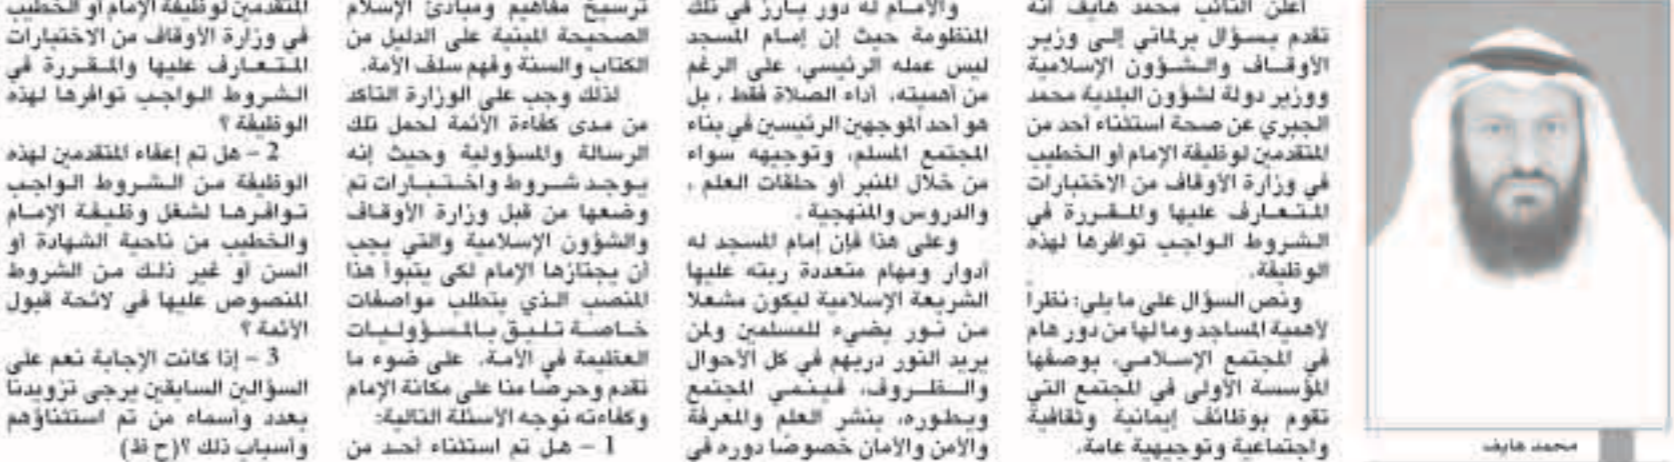 أعلن النائب محمد هايف أنه
تقدم بسؤال برلماني إلى وزير
الأوقاف والشؤون الإسلامية
ووزير دولة لشؤون البلدية محمد
الجبري عن صحة استثناء أحد من
المتقدمين لوظيفة الإمام أو الخطيب
في وزارة الأوقاف من الاختبارات
المتعارف عليها والمقررة في
الشروط الواجب توافرها لهذه
الوظيفة.
ونص السؤال على ما يلي: نظرا
لأهمية المساجد وما لها من دور هام
في المجتمع الإسلامي، بوصفها
المؤسسة الأولى في المجتمع التي
تقوم بوظائف إيمانية وثقافية
واجتماعية وتوجيهية عامة.
والإمام له دور بارز في تلك
المنظومة حيث إن إمام المسجد
ليس عمله الرئيسي، على الرغم
من أهميته، أداء الصلاة فقط، بل
هو أحد الموجهين الرئيسين في بناء
المجتمع المسلم، وتوجيهه سواء
من خلال المنبر أو حلقات العلم،
والدروس والمنهجية.
وعلى هذا فإن إمام المسجد له
أدوار ومهام متعددة ربته عليها
الشريعة الإسلامية ليكون مشعلا
من نور يضيء للمسلمين ولمن
يريد النور دربهم في كل الأحوال
والظروف، فينمي المجتمع
ويطوره، بنشر العلم والمعرفة
والأمن والأمان خصوصا دوره في
ترسيخ مفاهيم ومبادئ الإسلام
الصحيحة المبنية على الدليل من
الكتاب والسنة وفهم سلف الأمة.
لذلك وجب على الوزارة التأكد
من مدى كفاءة الأئمة لحمل تلك
الرسالة والمسؤولية وحيث إنه
يوجد شروط واختبارات تم
وضعها من قبل وزارة الأوقاف
والشؤون الإسلامية والتي يجب
أن يجتازها الإمام لكي يتبوأ هذا
المنصب الذي يتطلب مواصفات
خاصة تليق بالمسؤوليات
العظيمة في الأمة. على ضوء ما
تقدم وحرصا منا على مكانة الإمام
وكفاءته نوجه الأسئلة التالية:
1 – هل تم استثناء أحد من
المتقدمين لوظيفة الإمام أو الخطيب
في وزارة الأوقاف من الاختبارات
المتعارف عليها والمقررة في
الشروط الواجب توافرها لهذه
الوظيفة؟
2 – هل تم إعفاء المتقدمين لهذه
الوظيفة من الشروط الواجب
توافرها لشغل وظيفة الإمام
والخطيب من ناحية الشهادة أو
السن أو غير ذلك من الشروط
المنصوص عليها في لائحة قبول
الأئمة؟
3 – إذا كانت الإجابة نعم على
السؤالين السابقين يرجى تزويدنا
بعدد وأسماء من تم استثناؤهم
وأسباب ذلك؟(ح ظ)
محمد هايف